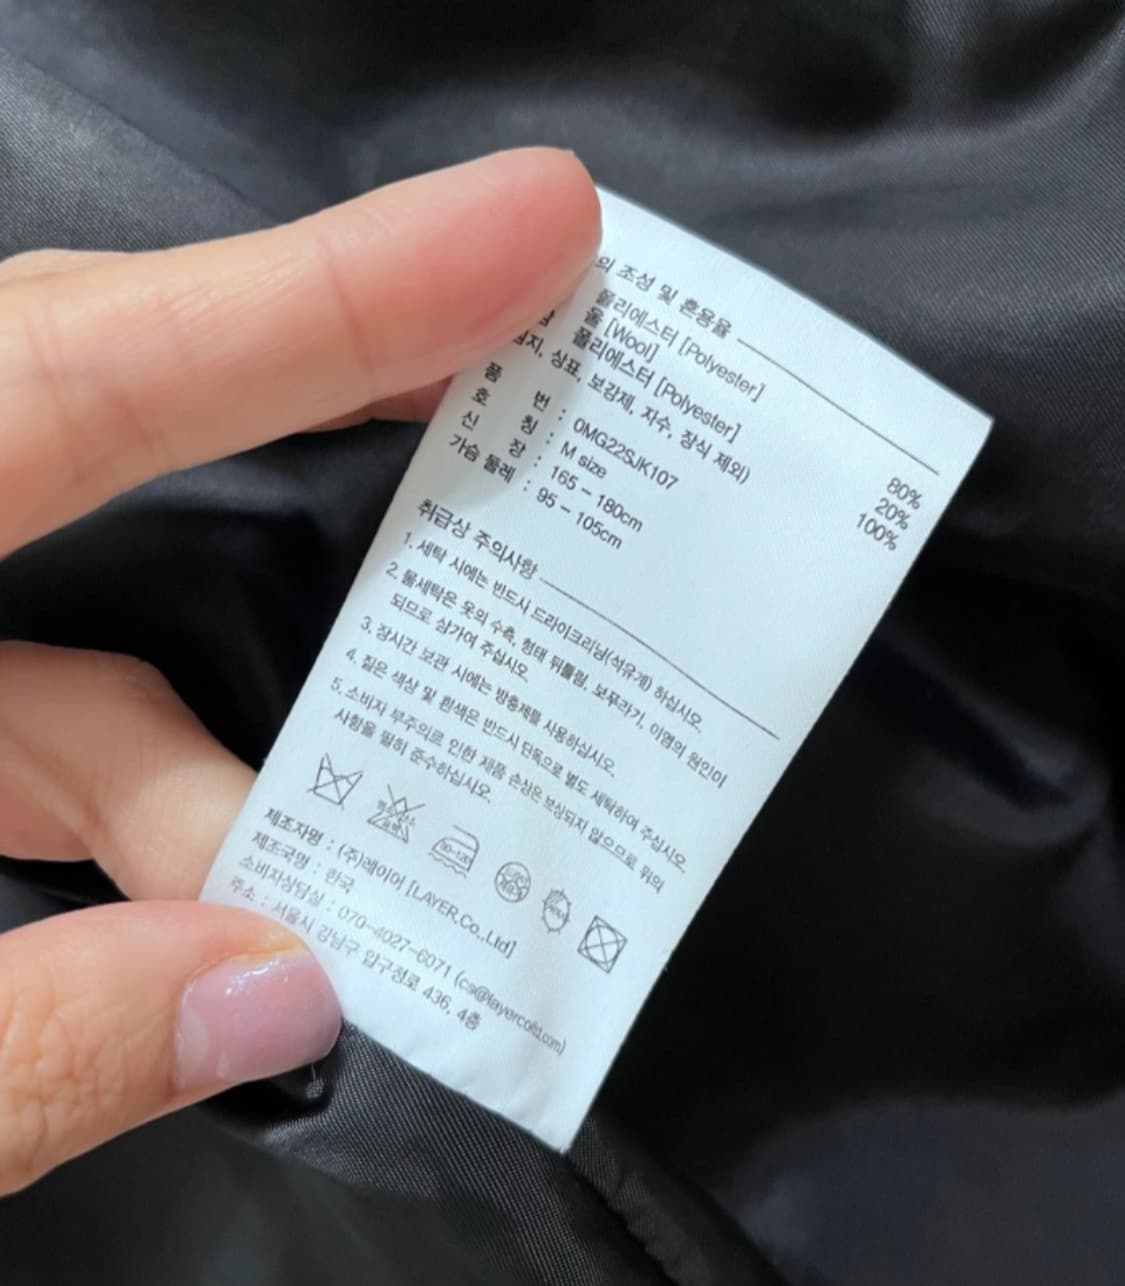 의 조성 및 혼용율
폴리에스터 [Polyester] 80%
울 [Wool] 20%
폴리에스터 [Polyester] 100%
상표, 보강제, 자수, 장식 제외)
품 번 : OMG22SJK107
호 칭 : M size
신 장 : 165 - 180cm
가슴 둘레 : 95 - 105cm
취급상 주의사항
1. 세탁 시에는 반드시 드라이크리닝(석유계) 하십시오.
2. 물세탁은 옷의 수축, 형태 뒤틀림, 보푸라기, 이염의 원인이
되므로 삼가여 주십시오.
3. 장시간 보관 시에는 방충제를 사용하십시오.
4. 짙은 색상 및 흰색은 반드시 단독으로 별도 세탁하여 주십시오.
5. 소비자 부주의로 인한 제품 손상은 보상되지 않으므로 위의
사항을 필히 준수하십시오.
제조자명 : (주)레이어 [LAYER.Co.,Ltd]
제조국명 : 한국
소비자상담실 : 070-4027-6071 (cs@layercoltd.com)
주소 : 서울시 강남구 압구정로 436, 4층